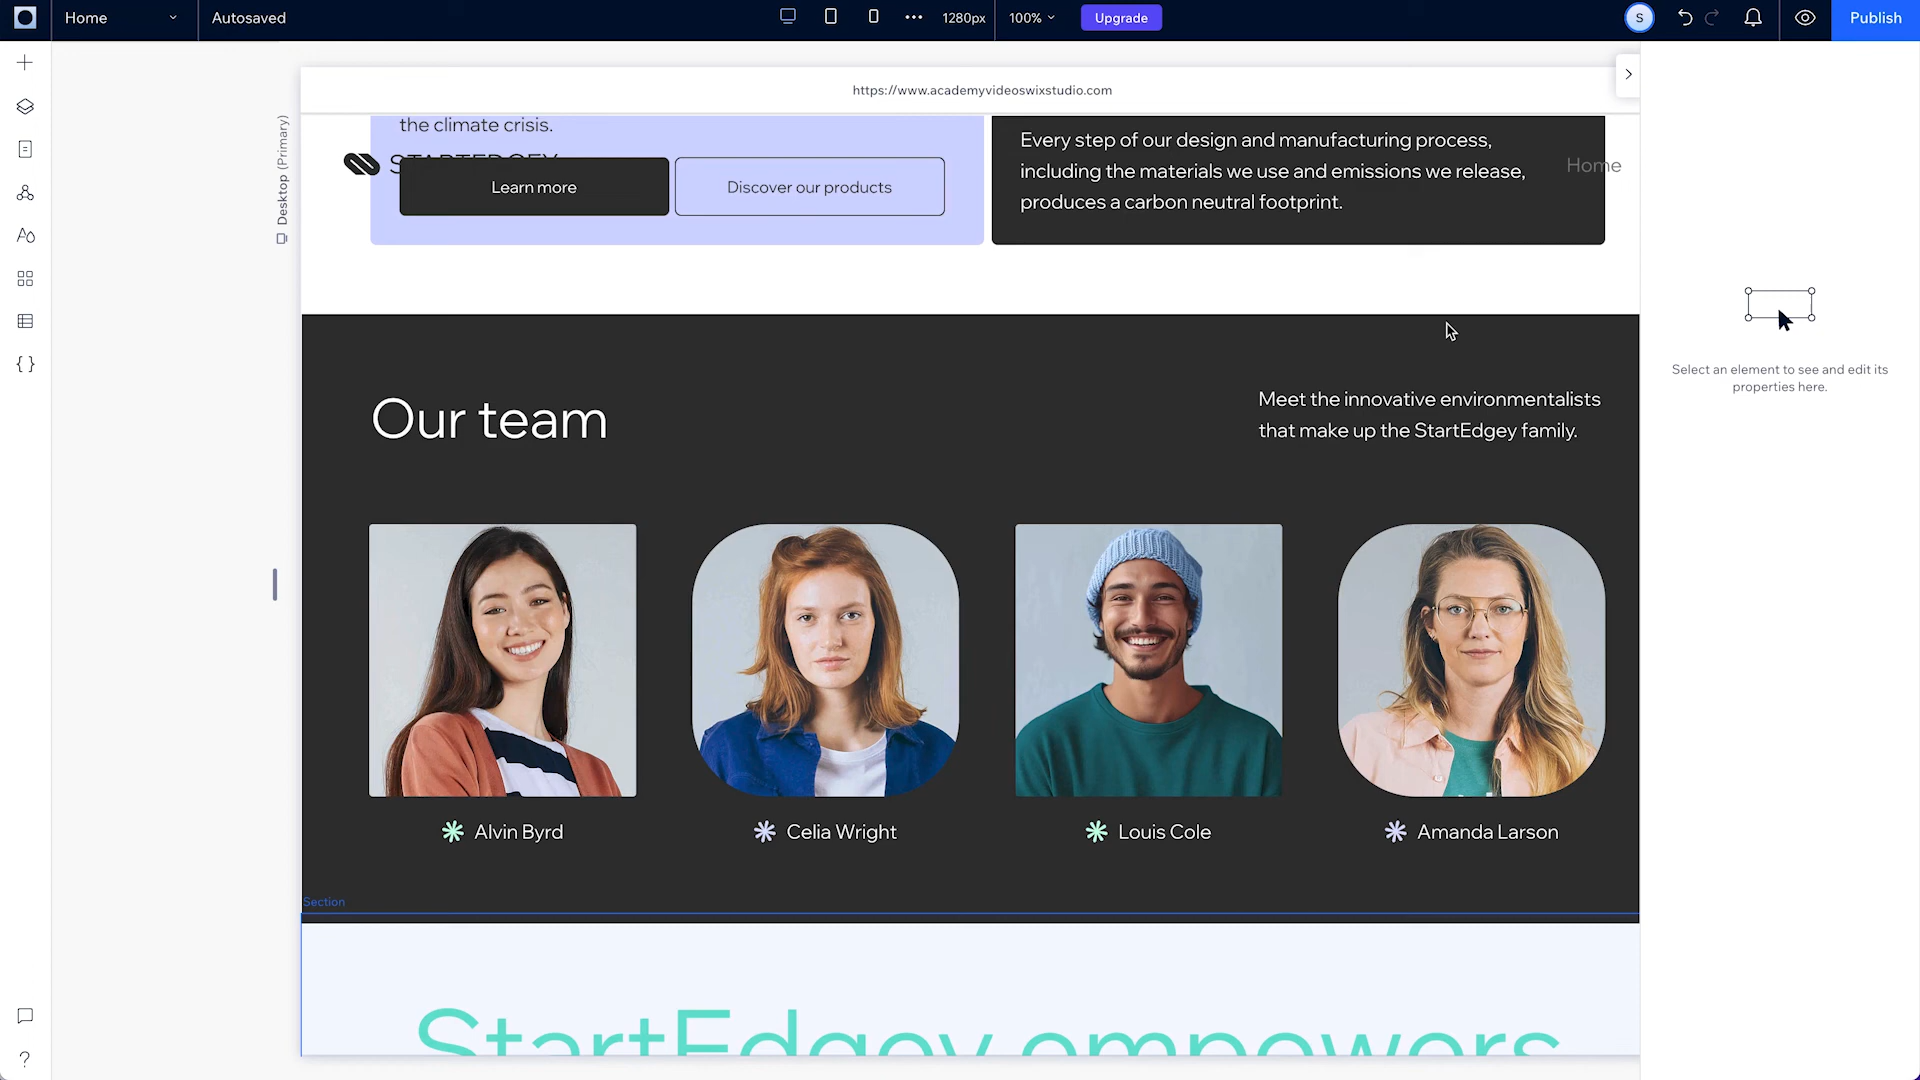 Home
Autosaved
1280px
100%
Upgrade
S
Publish
https://www.academyvideoswixstudio.com
Desktop (Primary)
the climate crisis.
STARTEDGEY
Home
Learn more
Discover our products
Every step of our design and manufacturing process,
including the materials we use and emissions we release,
produces a carbon neutral footprint.
Select an element to see and edit its
properties here.
Our team
Meet the innovative environmentalists
that make up the StartEdgey family.
Alvin Byrd
Celia Wright
Louis Cole
Amanda Larson
Section
StartEdgey empowers